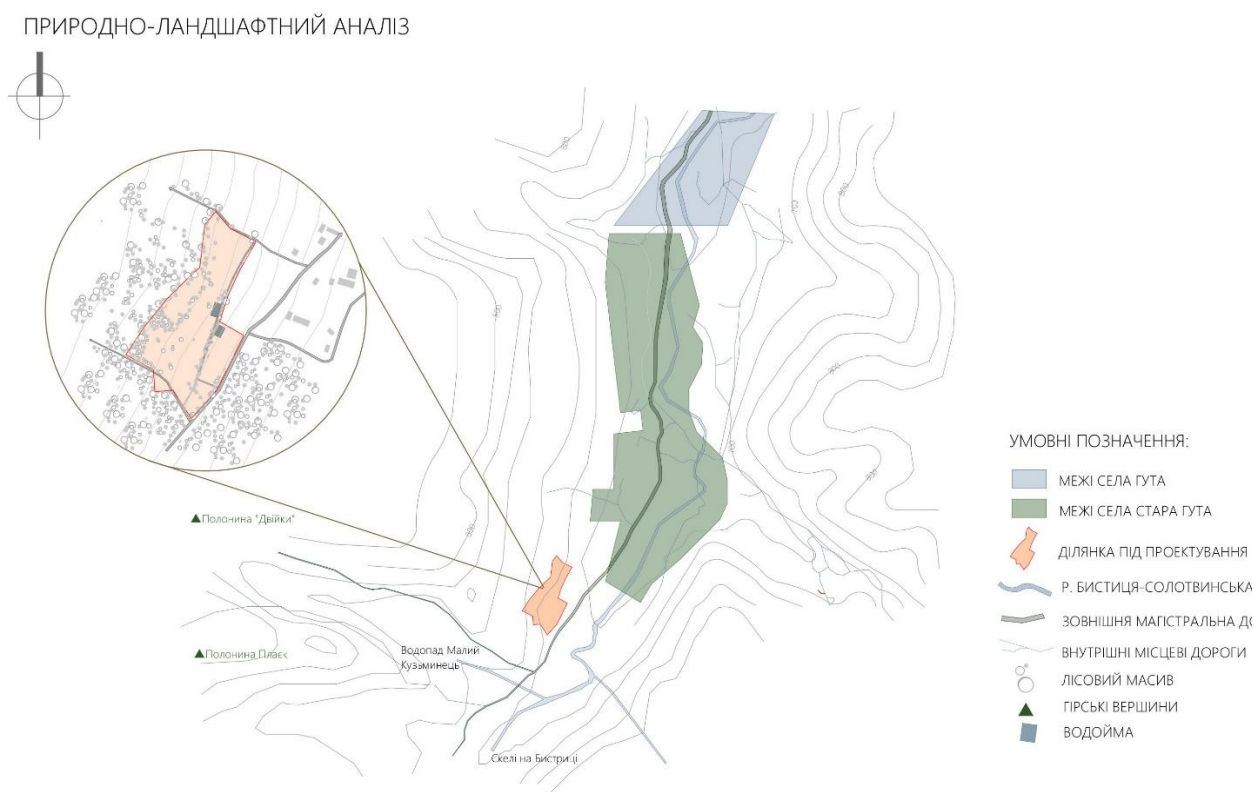 ПРИРОДНО-ЛАНДШАФТНИЙ АНАЛІЗ
Полонина "Двійки"
Полонина Плаєк
Водопад Малий
Кузьминець
Скелі на Бистриці
УМОВНІ ПОЗНАЧЕННЯ:
МЕЖІ СЕЛА ГУТА
МЕЖІ СЕЛА СТАРА ГУТА
ДІЛЯНКА ПІД ПРОЕКТУВАННЯ
Р. БИСТИЦЯ-СОЛОТВИНСЬКА
ЗОВНІШНЯ МАГІСТРАЛЬНА ДО
ВНУТРІШНІ МІСЦЕВІ ДОРОГИ
ЛІСОВИЙ МАСИВ
ГІРСЬКІ ВЕРШИНИ
ВОДОЙМА